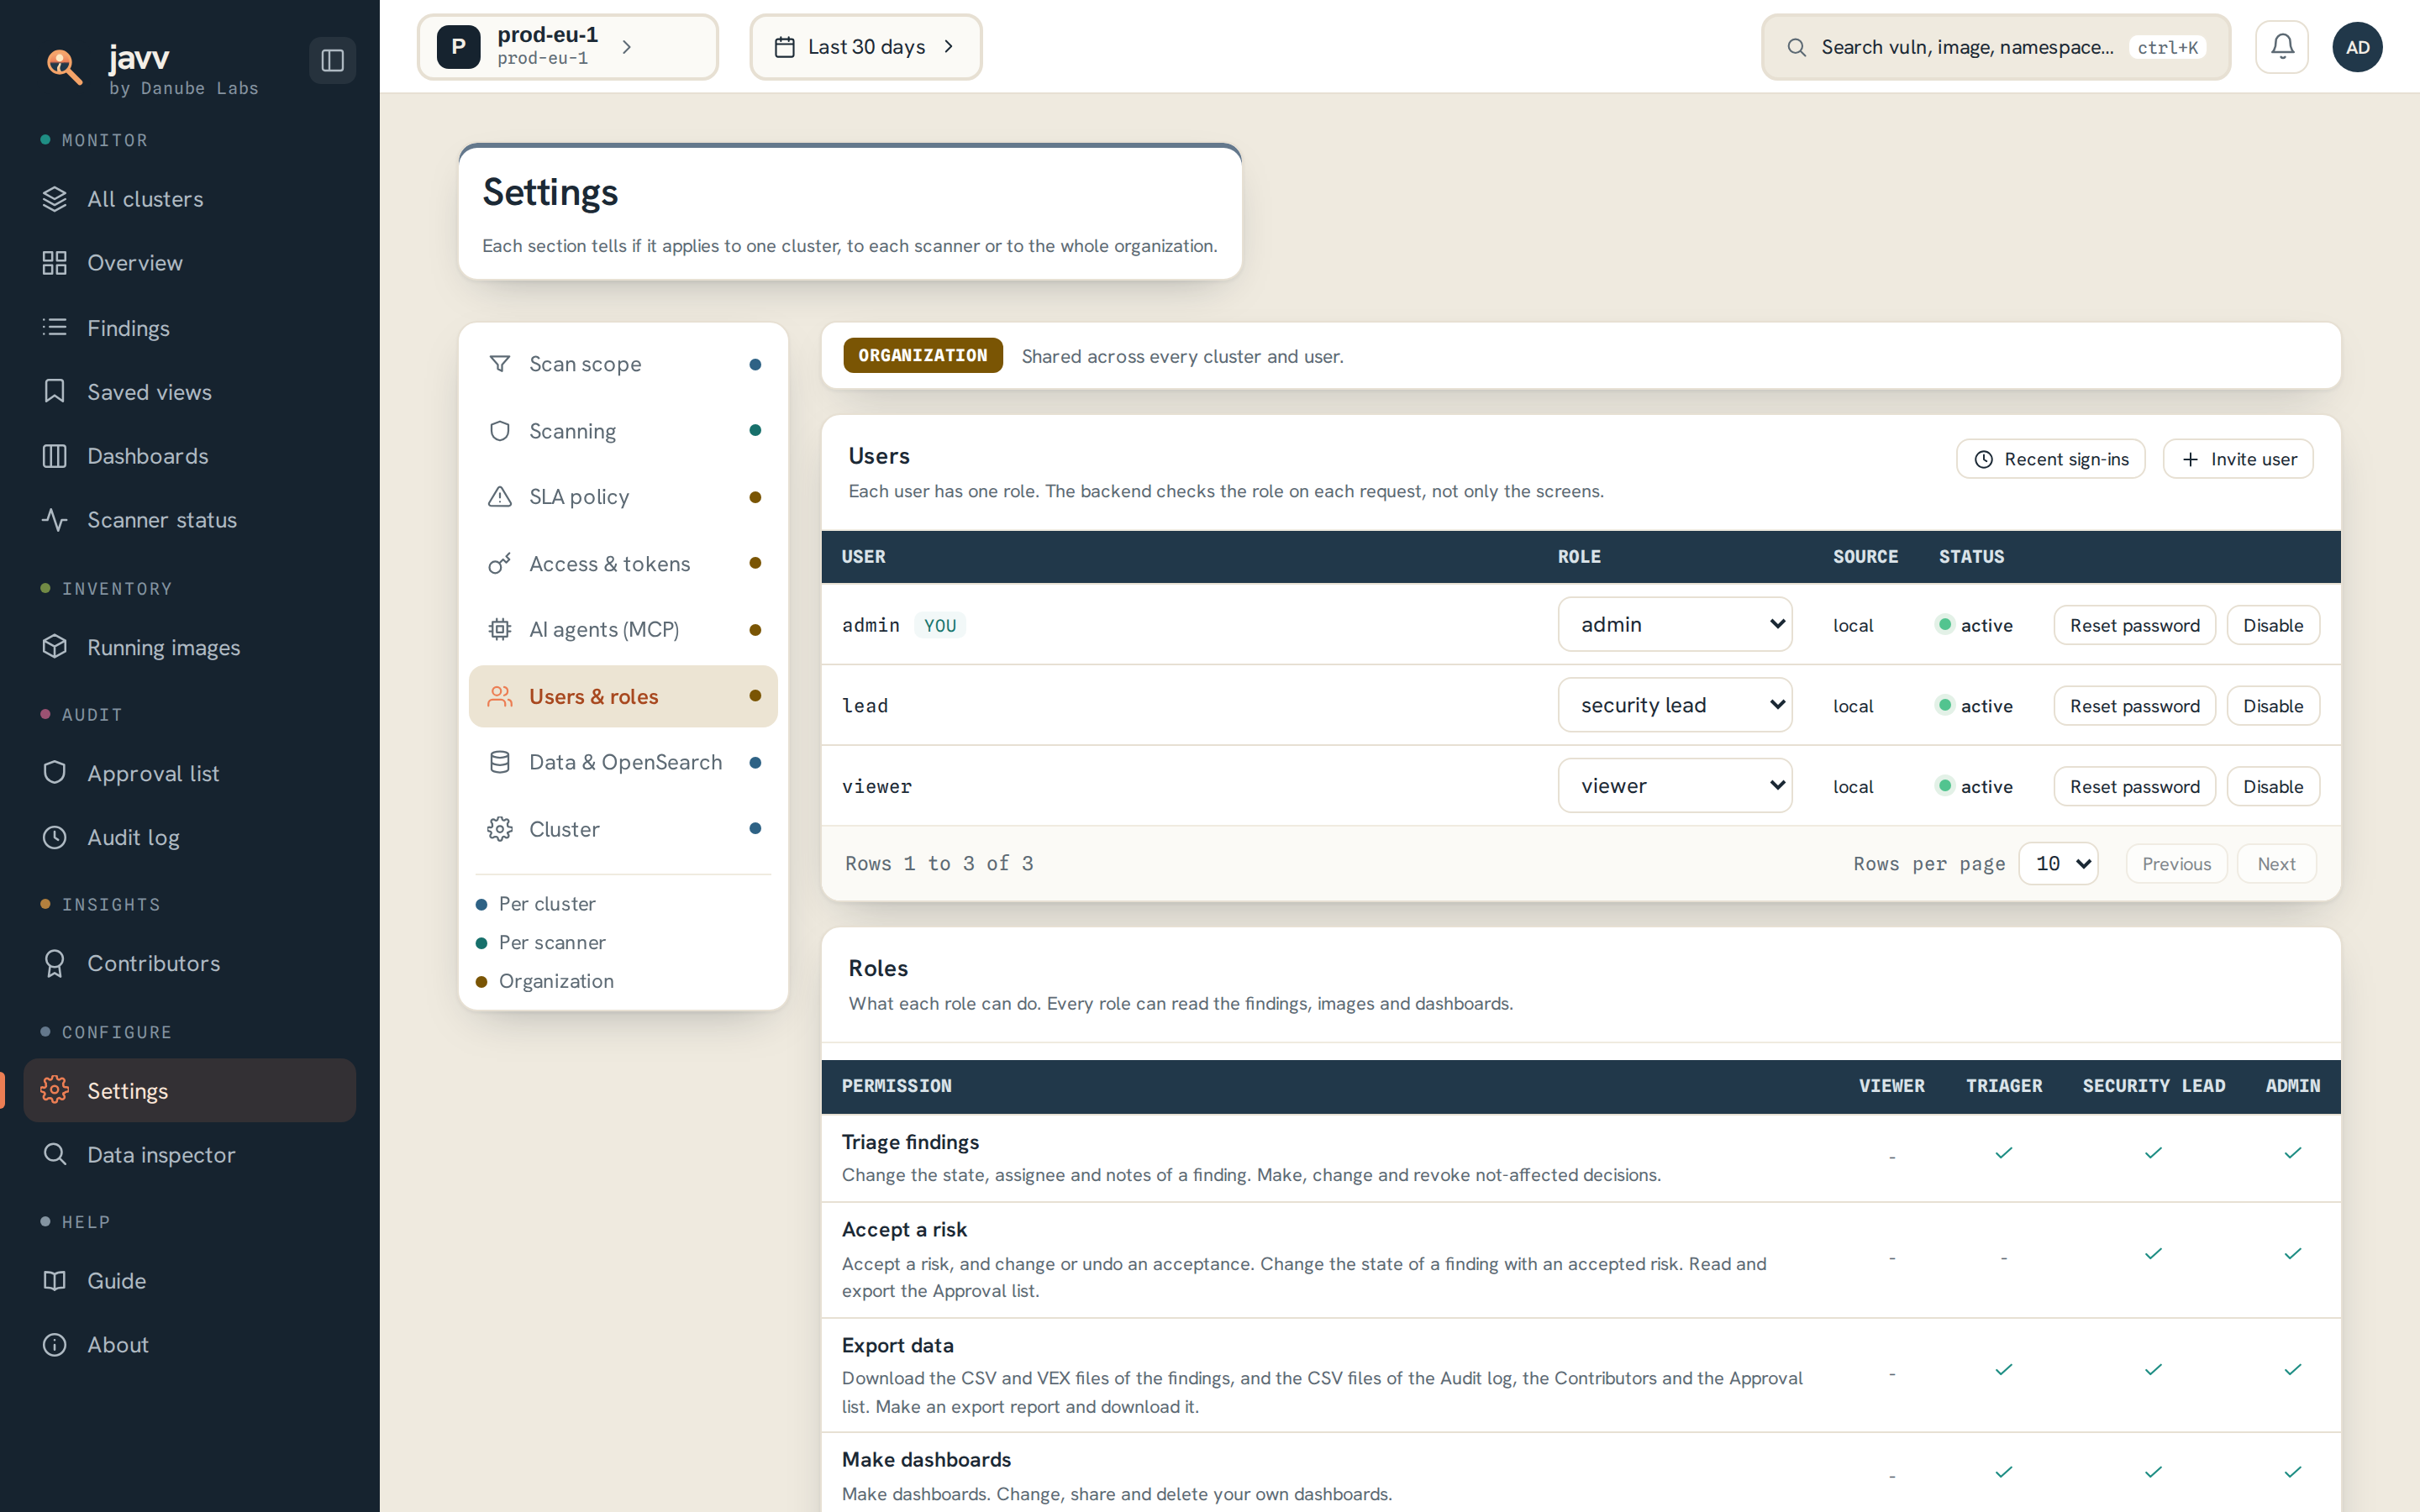 javv
by Danube Labs
MONITOR
All clusters
Overview
Findings
Saved views
Dashboards
Scanner status
INVENTORY
Running images
AUDIT
Approval list
Audit log
INSIGHTS
Contributors
CONFIGURE
Settings
Data inspector
HELP
Guide
About
P
prod-eu-1
prod-eu-1
Last 30 days
Search vuln, image, namespace...
ctrl+K
AD
Settings
Each section tells if it applies to one cluster, to each scanner or to the whole organization.
Scan scope
Scanning
SLA policy
Access & tokens
AI agents (MCP)
Users & roles
Data & OpenSearch
Cluster
Per cluster
Per scanner
Organization
ORGANIZATION Shared across every cluster and user.
Users
Each user has one role. The backend checks the role on each request, not only the screens.
Recent sign-ins
Invite user
USER ROLE SOURCE STATUS
admin YOU admin local active Reset password Disable
lead security lead local active Reset password Disable
viewer viewer local active Reset password Disable
Rows 1 to 3 of 3 Rows per page 10 Previous Next
Roles
What each role can do. Every role can read the findings, images and dashboards.
PERMISSION VIEWER TRIAGER SECURITY LEAD ADMIN
Triage findings
Change the state, assignee and notes of a finding. Make, change and revoke not-affected decisions.
-
Accept a risk
Accept a risk, and change or undo an acceptance. Change the state of a finding with an accepted risk. Read and
export the Approval list.
- -
Export data
Download the CSV and VEX files of the findings, and the CSV files of the Audit log, the Contributors and the Approval
list. Make an export report and download it.
-
Make dashboards
Make dashboards. Change, share and delete your own dashboards.
-